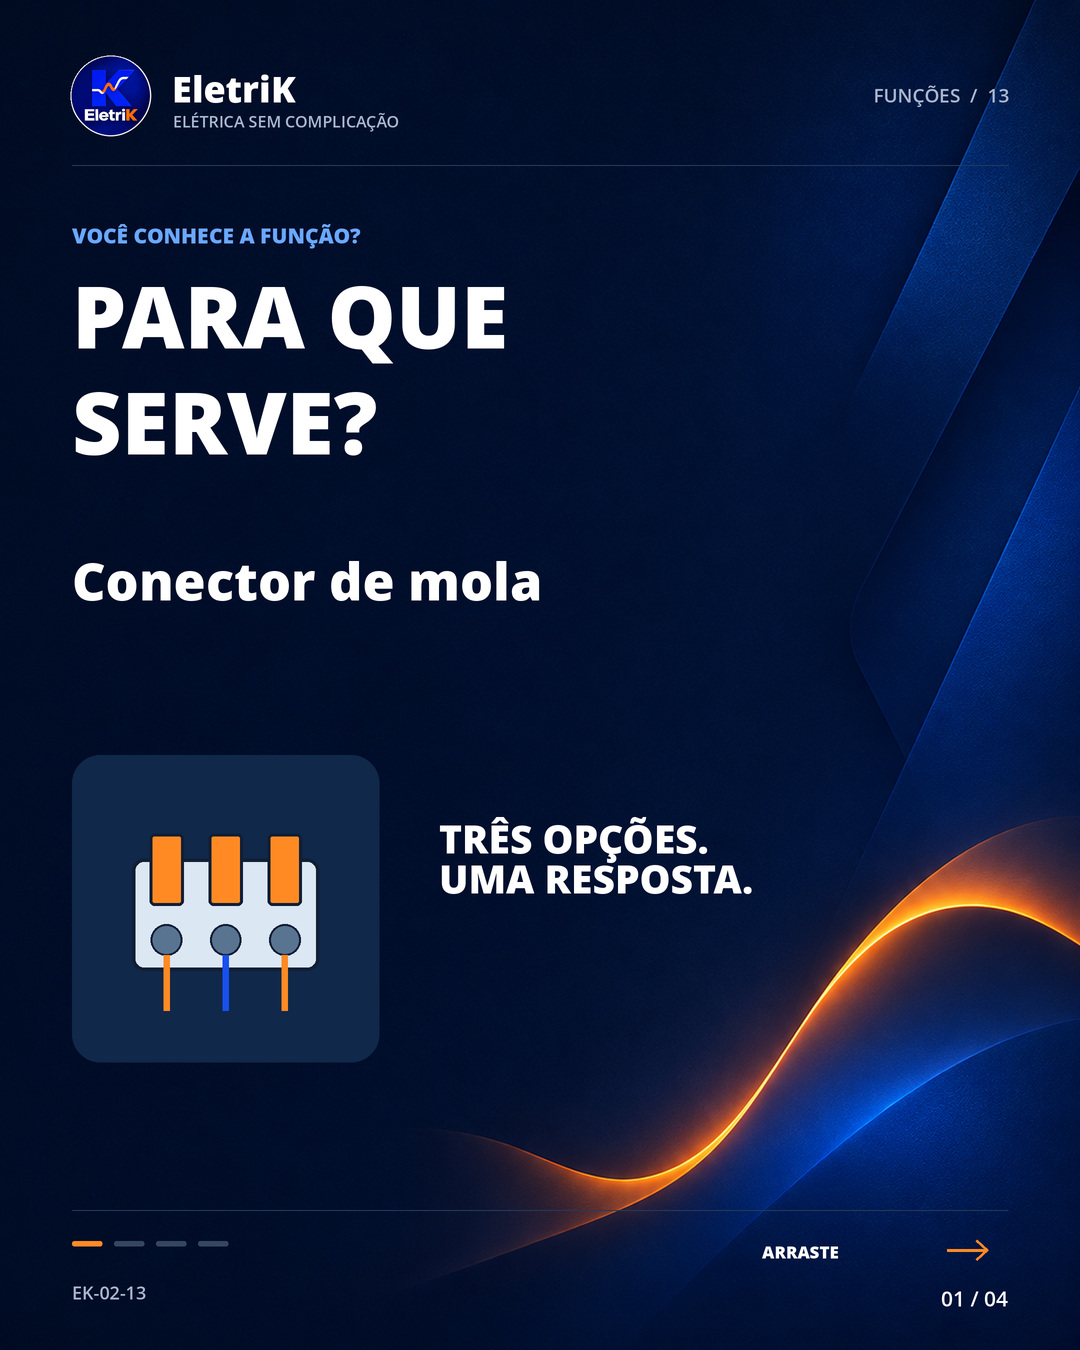 EletriK
EletriK
ELÉTRICA SEM COMPLICAÇÃO
FUNÇÕES / 13
VOCÊ CONHECE A FUNÇÃO?
PARA QUE
SERVE?
Conector de mola
TRÊS OPÇÕES.
UMA RESPOSTA.
ARRASTE
EK-02-13
01 / 04